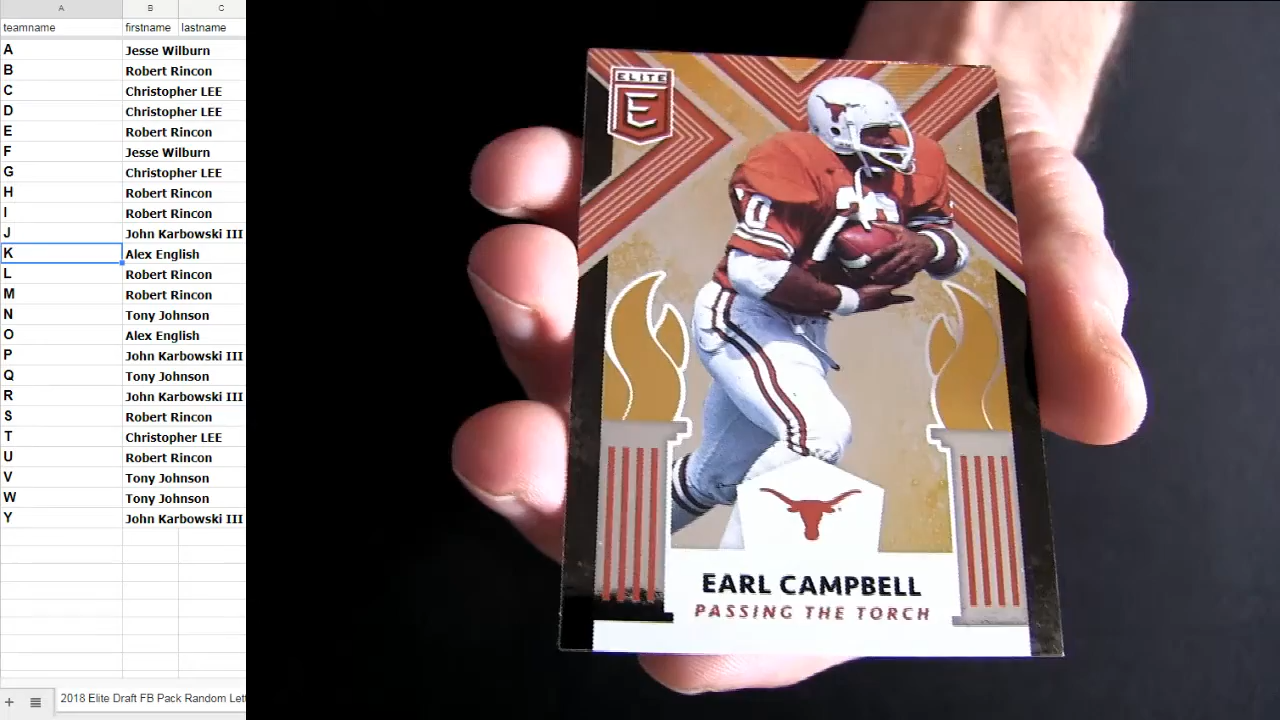 A B C
teamname firstname lastname
A Jesse Wilburn
B Robert Rincon
C Christopher LEE
D Christopher LEE
E Robert Rincon
F Jesse Wilburn
G Christopher LEE
H Robert Rincon
I Robert Rincon
J John Karbowski III
K Alex English
L Robert Rincon
M Robert Rincon
N Tony Johnson
O Alex English
P John Karbowski III
Q Tony Johnson
R John Karbowski III
S Robert Rincon
T Christopher LEE
U Robert Rincon
V Tony Johnson
W Tony Johnson
Y John Karbowski III
2018 Elite Draft FB Pack Random Lett
ELITE
E
20
EARL CAMPBELL
PASSING THE TORCH